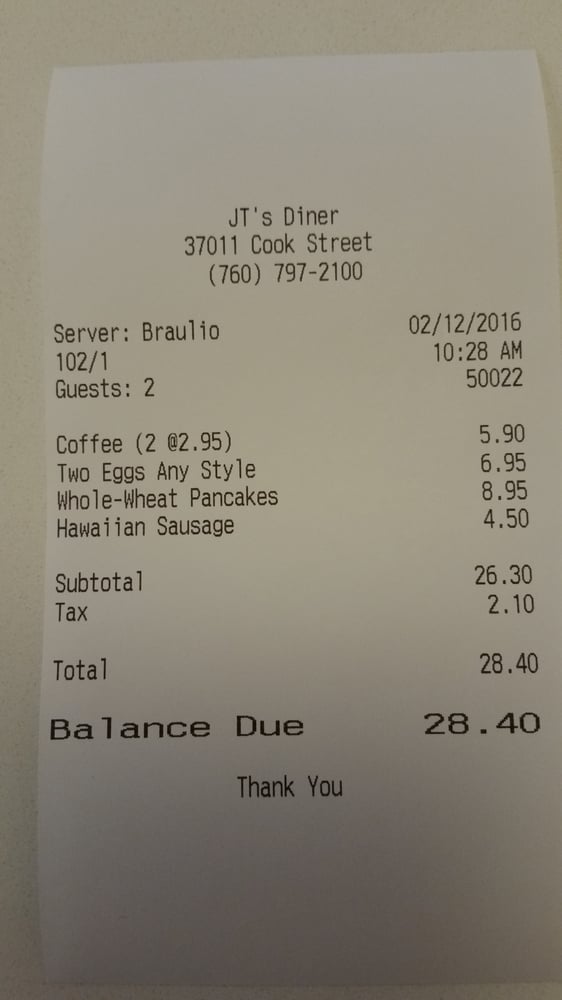 JT's Diner
37011 Cook Street
(760) 797-2100
Server: Braulio 02/12/2016
102/1 10:28 AM
Guests: 2 50022
Coffee (2 @2.95) 5.90
Two Eggs Any Style 6.95
Whole-Wheat Pancakes 8.95
Hawaiian Sausage 4.50
Subtotal 26.30
Tax 2.10
Total 28.40
Balance Due 28.40
Thank You